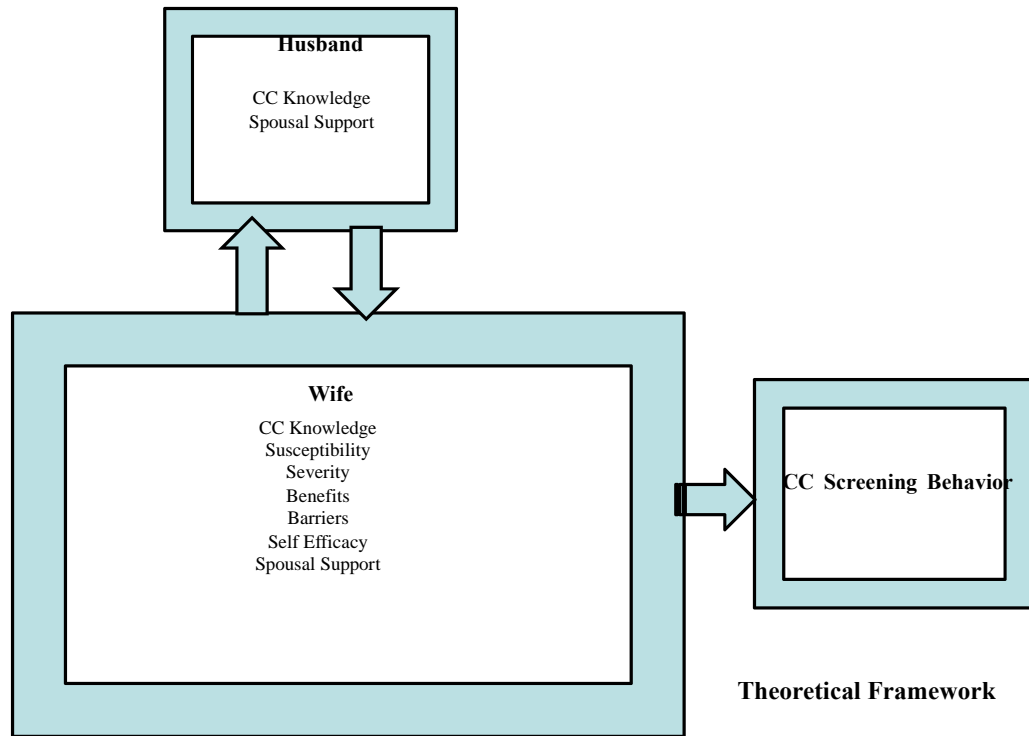 Husband
CC Knowledge
Spousal Support
Wife
CC Knowledge
Susceptibility
Severity
Benefits
Barriers
Self Efficacy
Spousal Support
CC Screening Behavior
Theoretical Framework